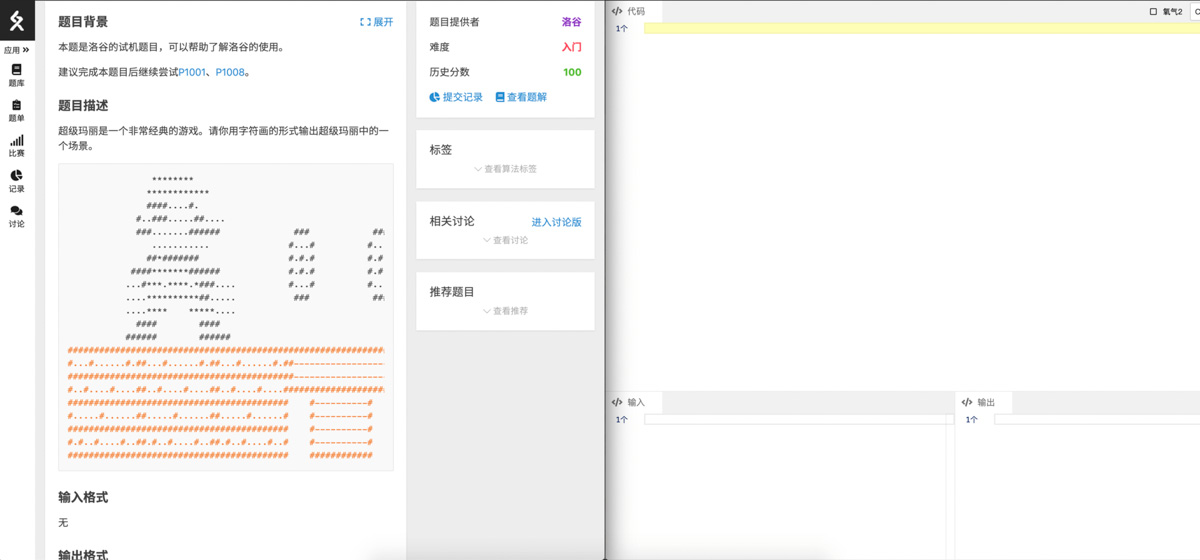 应用 »
题库
题单
比赛
记录
讨论
题目背景
展开
本题是洛谷的试机题目，可以帮助了解洛谷的使用。
建议完成本题目后继续尝试P1001、P1008。
题目描述
超级玛丽是一个非常经典的游戏。请你用字符画的形式输出超级玛丽中的一
个场景。
                ********
               ************
               ####....#.
             #..###.....##....
             ###.......######              ###            ###
                ...........               #...#          #..
               ##*#######                 #.#.#          #.#
            ####*******######             #.#.#          #.#
           ...#***.****.*###....          #...#          #..
           ....**********##.....           ###            ###
           ....****    *****....
             ####        ####
           ######        ######
############################################################
#...#......#.##...#......#.##...#......#.##-----------------
###########################################-----------------
#..#....#....##..#....#....##..#....#....###################
##########################################    #----------#
#.....#......##.....#......##.....#......#    #----------#
##########################################    #----------#
#.#..#....#..##.#..#....#..##.#..#....#..#    #----------#
##########################################    ############
输入格式
无
输出格式
题目提供者 洛谷
难度 入门
历史分数 100
提交记录 查看题解
标签
查看算法标签
相关讨论 进入讨论版
查看讨论
推荐题目
查看推荐
</> 代码
氧气2
1个
</> 输入
1个
</> 输出
1个